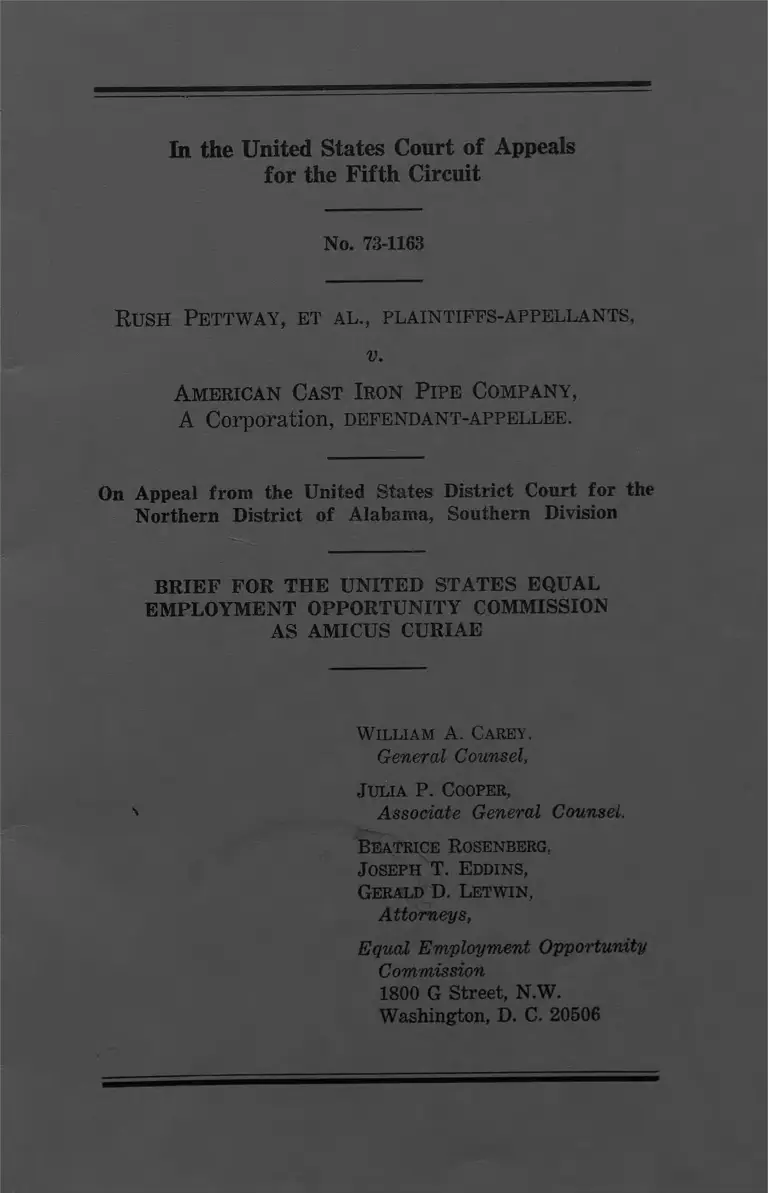 In the United States Court of Appeals
for the Fifth Circuit
No. 73-1163
RUSH PETTWAY, ET AL., PLAINTIFFS-APPELLANTS,
v.
AMERICAN CAST IRON PIPE COMPANY,
A Corporation, DEFENDANT-APPELLEE.
On Appeal from the United States District Court for the
Northern District of Alabama, Southern Division
BRIEF FOR THE UNITED STATES EQUAL
EMPLOYMENT OPPORTUNITY COMMISSION
AS AMICUS CURIAE
WILLIAM A. CAREY,
General Counsel,
JULIA P. COOPER,
Associate General Counsel.
BEATRICE ROSENBERG,
JOSEPH T. EDDINS,
GERALD D. LETWIN,
Attorneys,
Equal Employment Opportunity
Commission
1800 G Street, N.W.
Washington, D. C. 20506